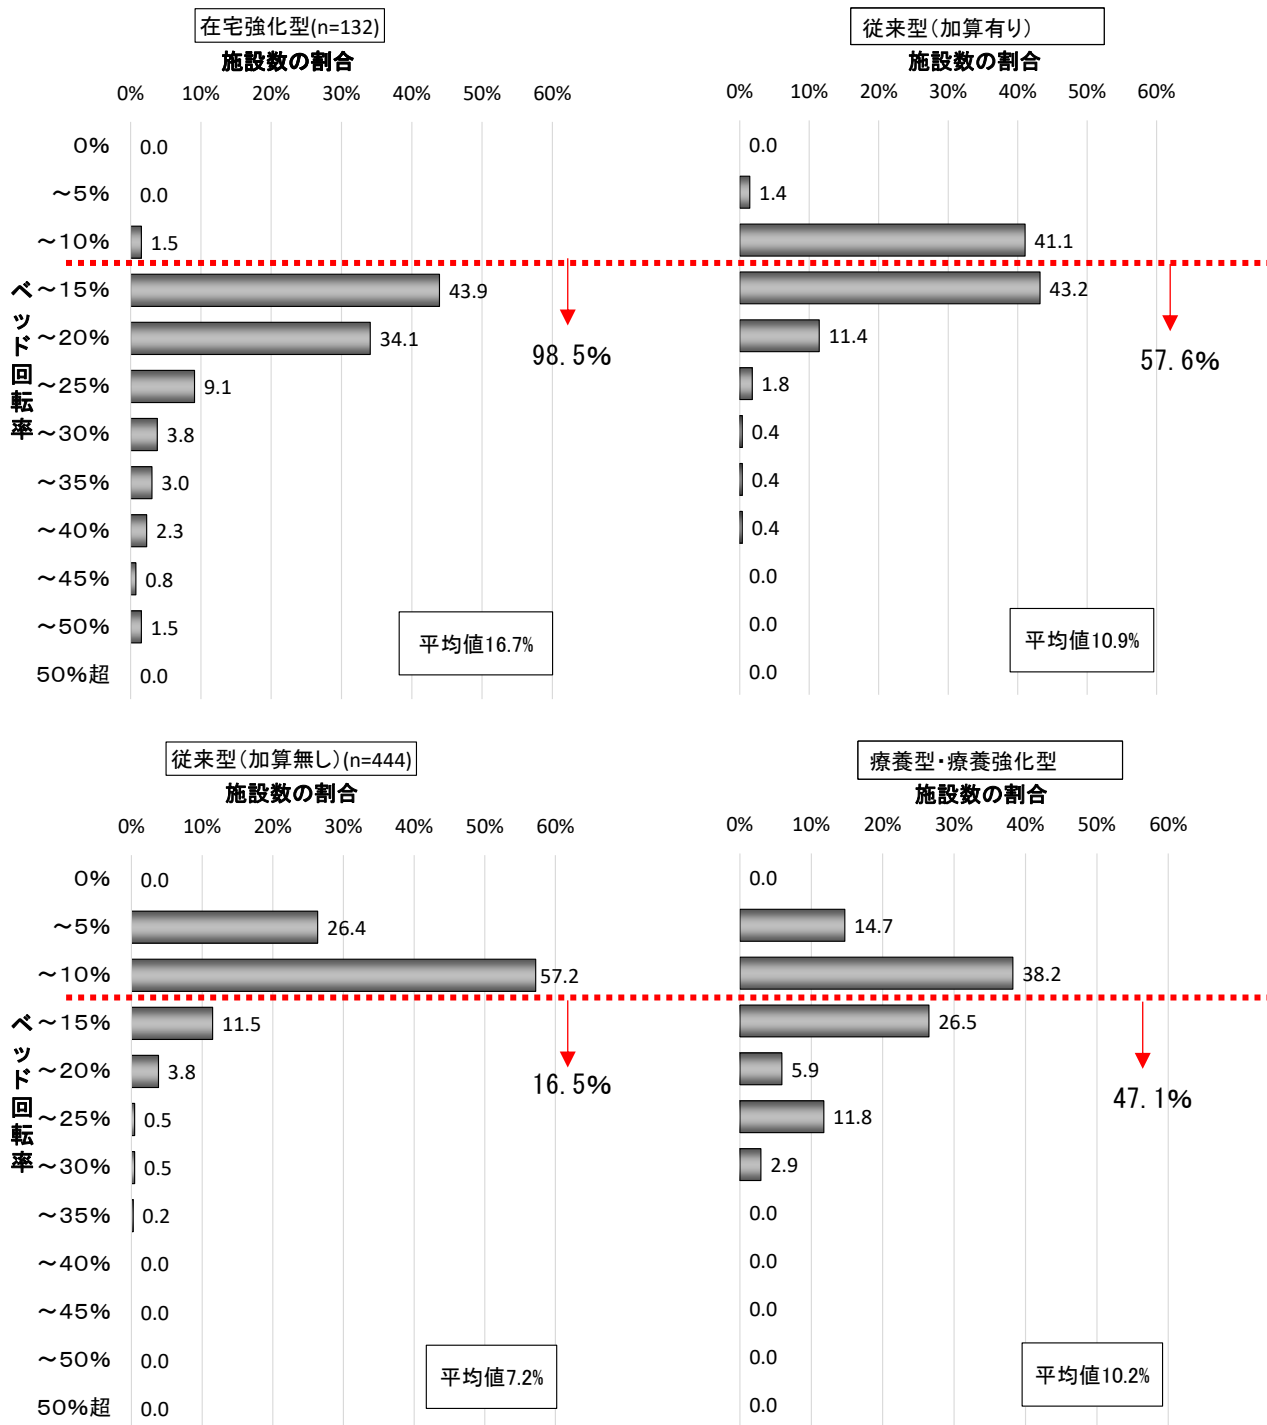 在宅強化型(n=132)
施設数の割合
0% 10% 20% 30% 40% 50% 60%
ベッド回転率
0% 0.0
～5% 0.0
～10% 1.5
～15% 43.9
～20% 34.1
～25% 9.1
～30% 3.8
～35% 3.0
～40% 2.3
～45% 0.8
～50% 1.5
50%超 0.0
98.5%
平均値16.7%
従来型（加算有り）
施設数の割合
0% 10% 20% 30% 40% 50% 60%
0.0
1.4
41.1
43.2
11.4
1.8
0.4
0.4
0.4
0.0
0.0
0.0
57.6%
平均値10.9%
従来型（加算無し）(n=444)
施設数の割合
0% 10% 20% 30% 40% 50% 60%
ベッド回転率
0% 0.0
～5% 26.4
～10% 57.2
～15% 11.5
～20% 3.8
～25% 0.5
～30% 0.5
～35% 0.2
～40% 0.0
～45% 0.0
～50% 0.0
50%超 0.0
16.5%
平均値7.2%
療養型・療養強化型
施設数の割合
0% 10% 20% 30% 40% 50% 60%
0.0
14.7
38.2
26.5
5.9
11.8
2.9
0.0
0.0
0.0
0.0
0.0
47.1%
平均値10.2%